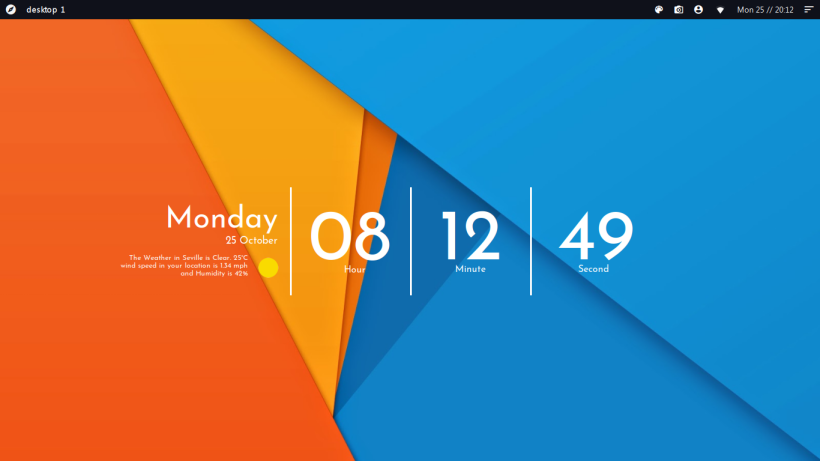 desktop 1
Mon 25 // 20:12
Monday
25 October
The Weather in Seville is Clear. 25°C
wind speed in your location is 1.34 mph
and Humidity is 42%
08
Hour
12
Minute
49
Second